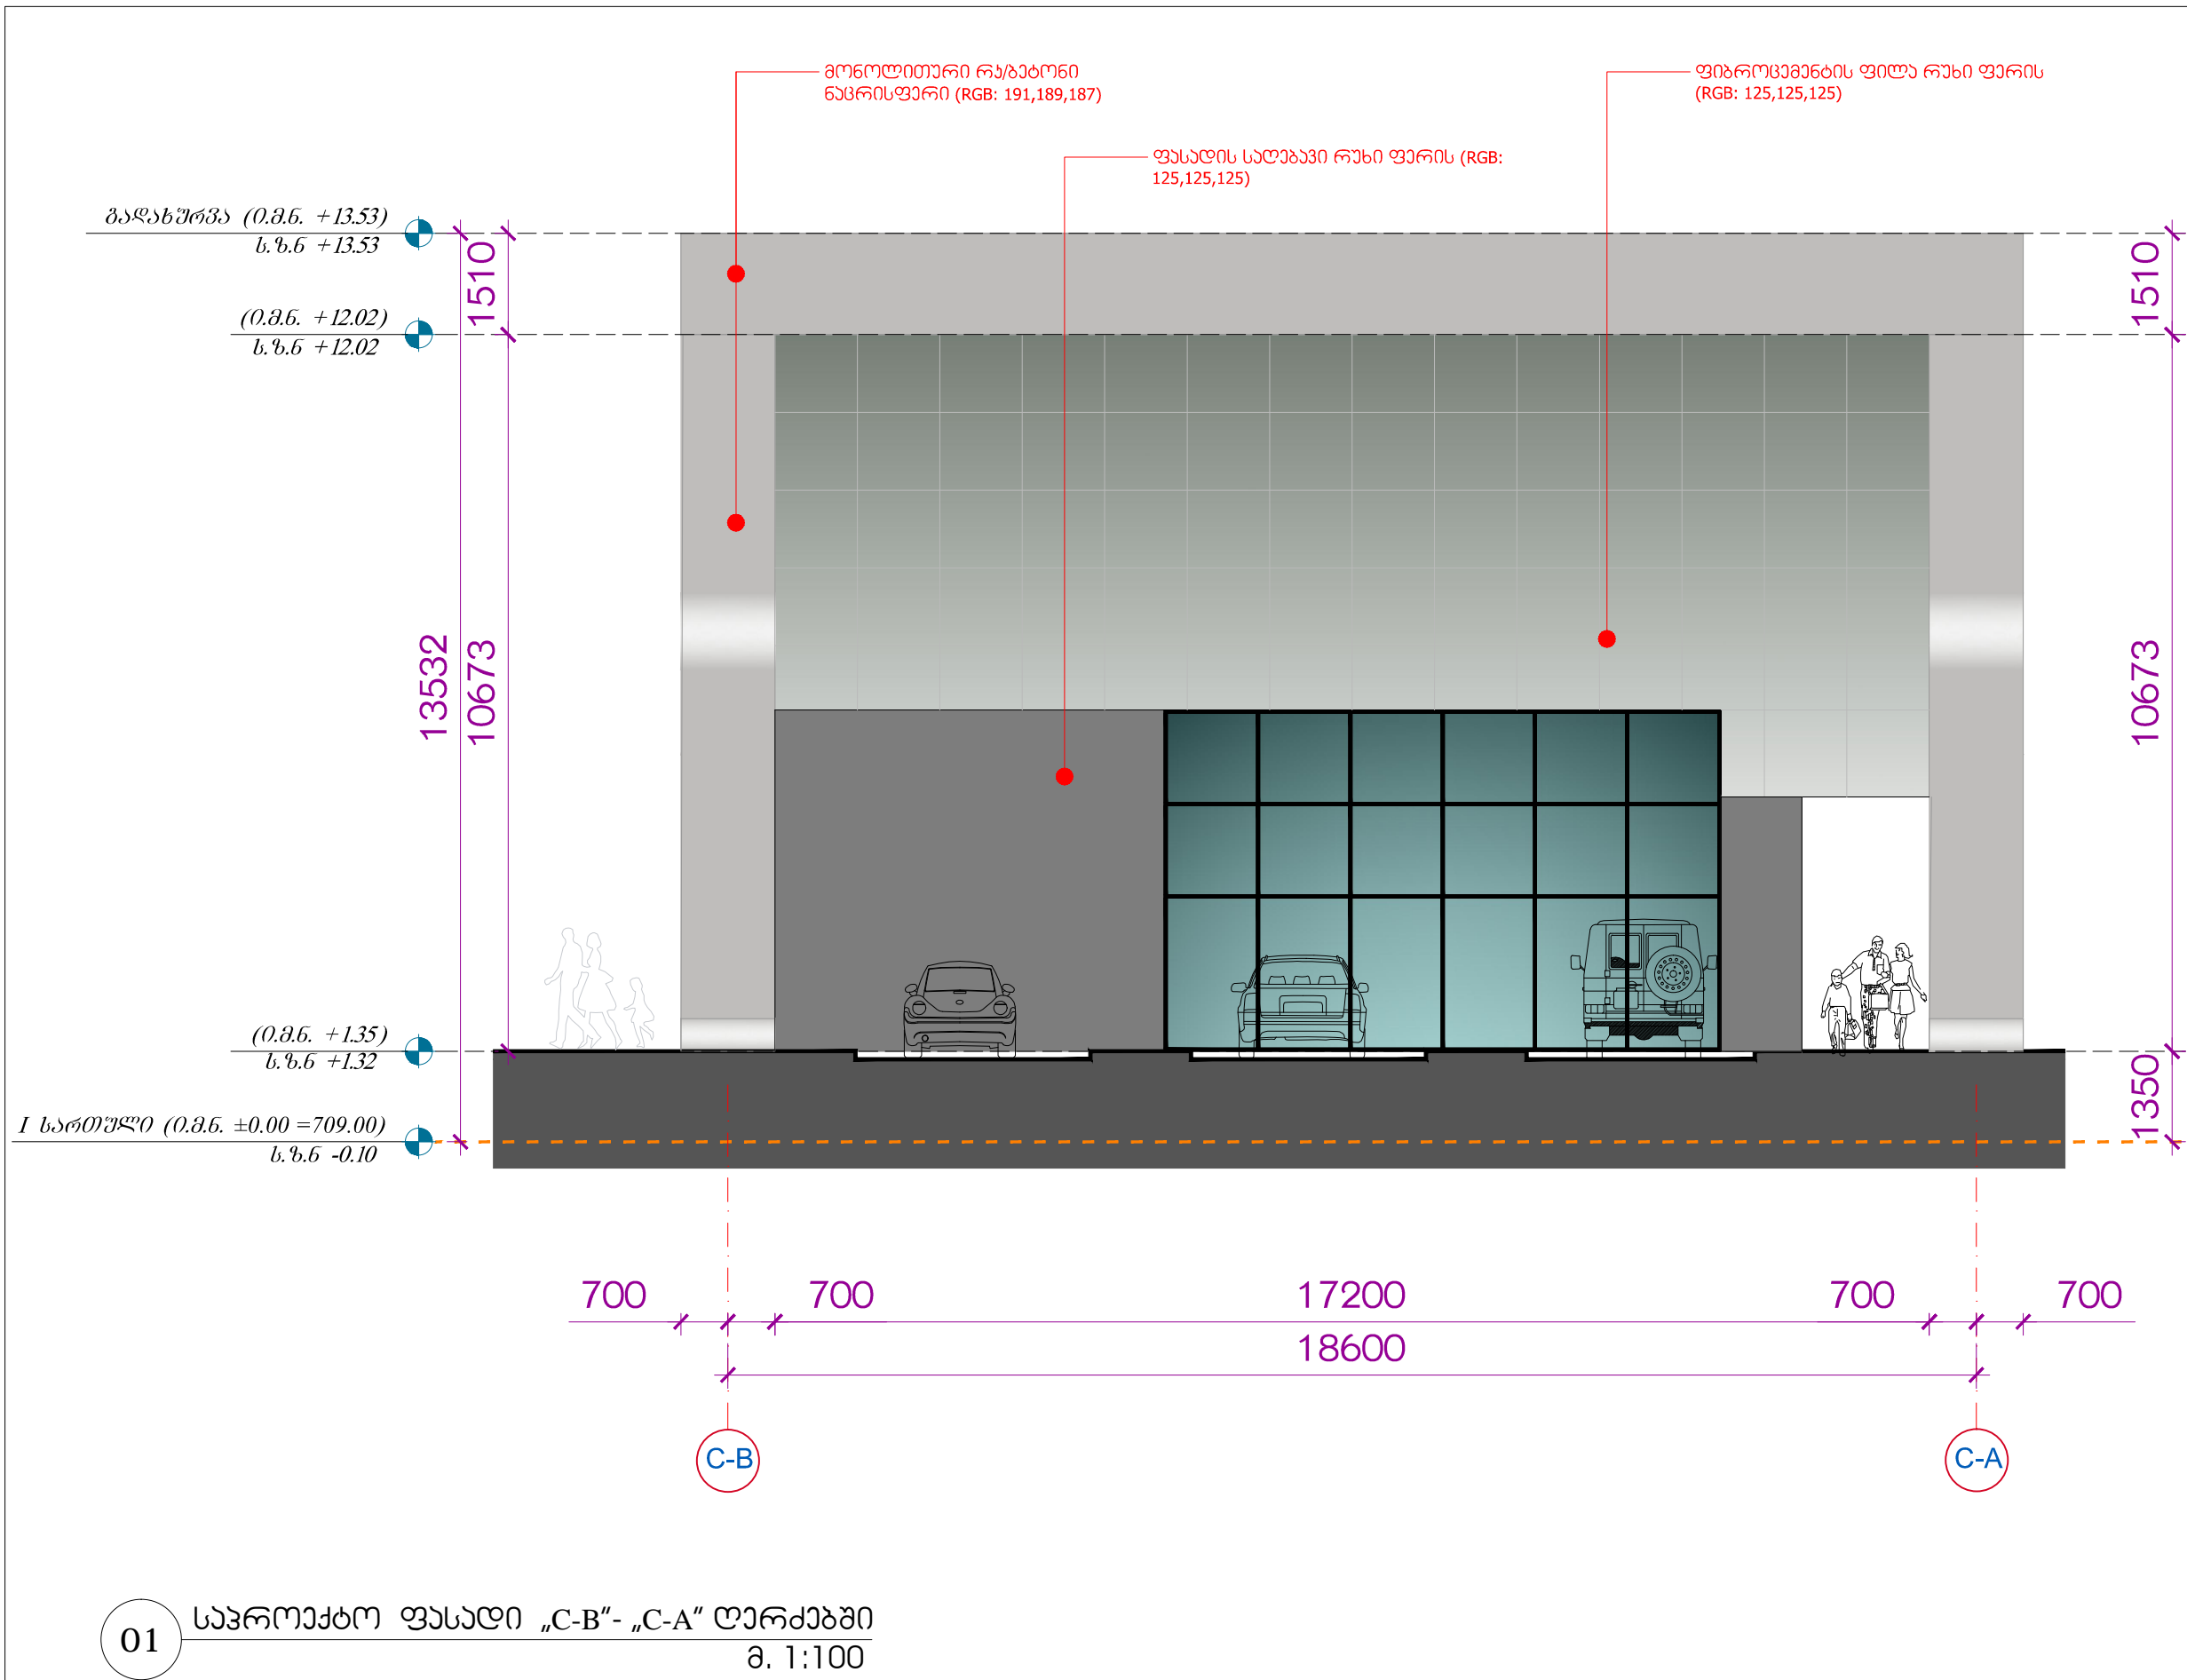 მონოლითური რკ/ბეტონი
ნაცრისფერი (RGB: 191,189,187)
ფიბროცემენტის ფილა რუხი ფერის
(RGB: 125,125,125)
ფასადის საღებავი რუხი ფერის (RGB:
125,125,125)
გადახურვა (ი.მ.ნ. +13.53)
ს.ზ.ნ +13.53
(ი.მ.ნ. +12.02)
ს.ზ.ნ +12.02
1510
1510
13532
10673
10673
(ი.მ.ნ. +1.35)
ს.ზ.ნ +1.32
1350
I სართული (ი.მ.ნ. ±0.00 =709.00)
ს.ზ.ნ -0.10
700
700
17200
700
700
18600
C-B
C-A
01
საპროექტო ფასადი „C-B"- „C-A" ღერძებში
მ. 1:100